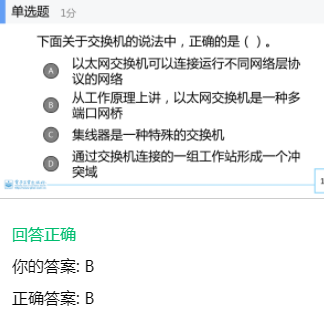 单选题 1分
下面关于交换机的说法中，正确的是（ ）。
A 以太网交换机可以连接运行不同网络层协
议的网络
B 从工作原理上讲，以太网交换机是一种多
端口网桥
C 集线器是一种特殊的交换机
D 通过交换机连接的一组工作站形成一个冲
突域
1
回答正确
你的答案: B
正确答案: B